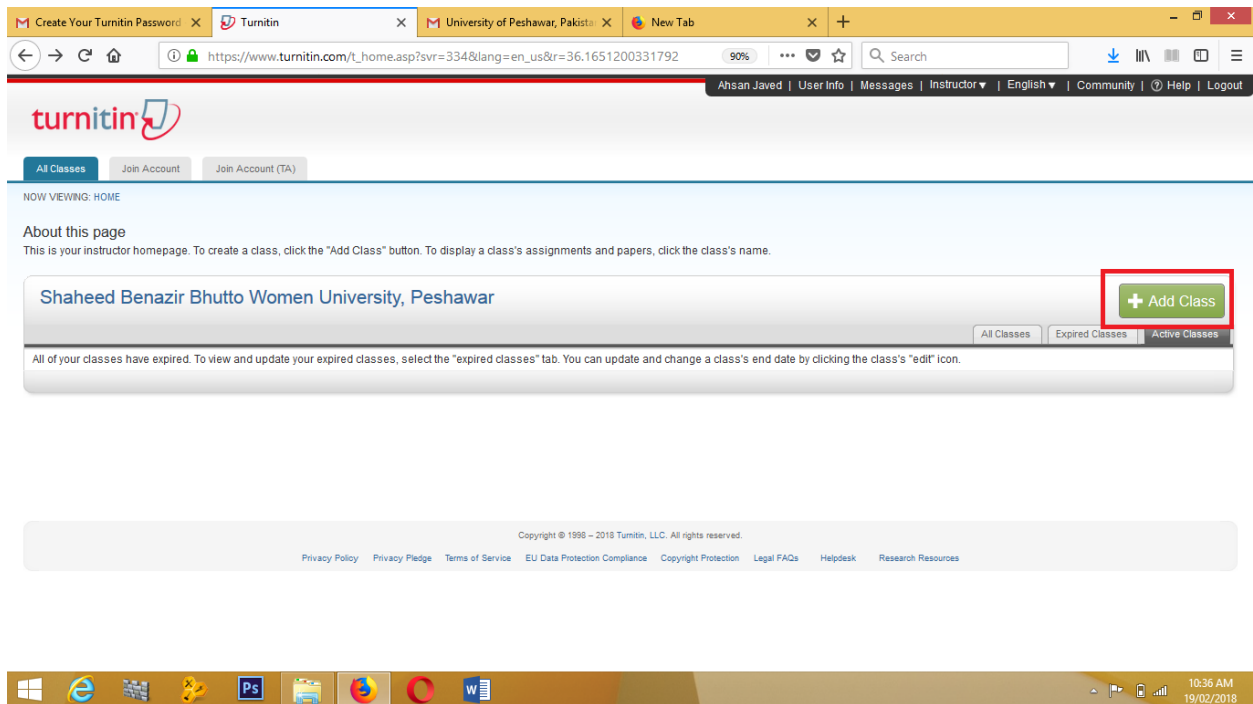 Create Your Turnitin Password
Turnitin
University of Peshawar, Pakista
New Tab
https://www.turnitin.com/t_home.asp?svr=334&lang=en_us&r=36.1651200331792
90%
Search
Ahsan Javed | User Info | Messages | Instructor▼ | English▼ | Community | ? Help | Logout
turnitin
All Classes
Join Account
Join Account (TA)
NOW VIEWING: HOME
About this page
This is your instructor homepage. To create a class, click the "Add Class" button. To display a class's assignments and papers, click the class's name.
Shaheed Benazir Bhutto Women University, Peshawar
+ Add Class
All Classes
Expired Classes
Active Classes
All of your classes have expired. To view and update your expired classes, select the "expired classes" tab. You can update and change a class's end date by clicking the class's "edit" icon.
Copyright © 1998 – 2018 Turnitin, LLC. All rights reserved.
Privacy Policy Privacy Pledge Terms of Service EU Data Protection Compliance Copyright Protection Legal FAQs Helpdesk Research Resources
Ps
W
10:36 AM
19/02/2018